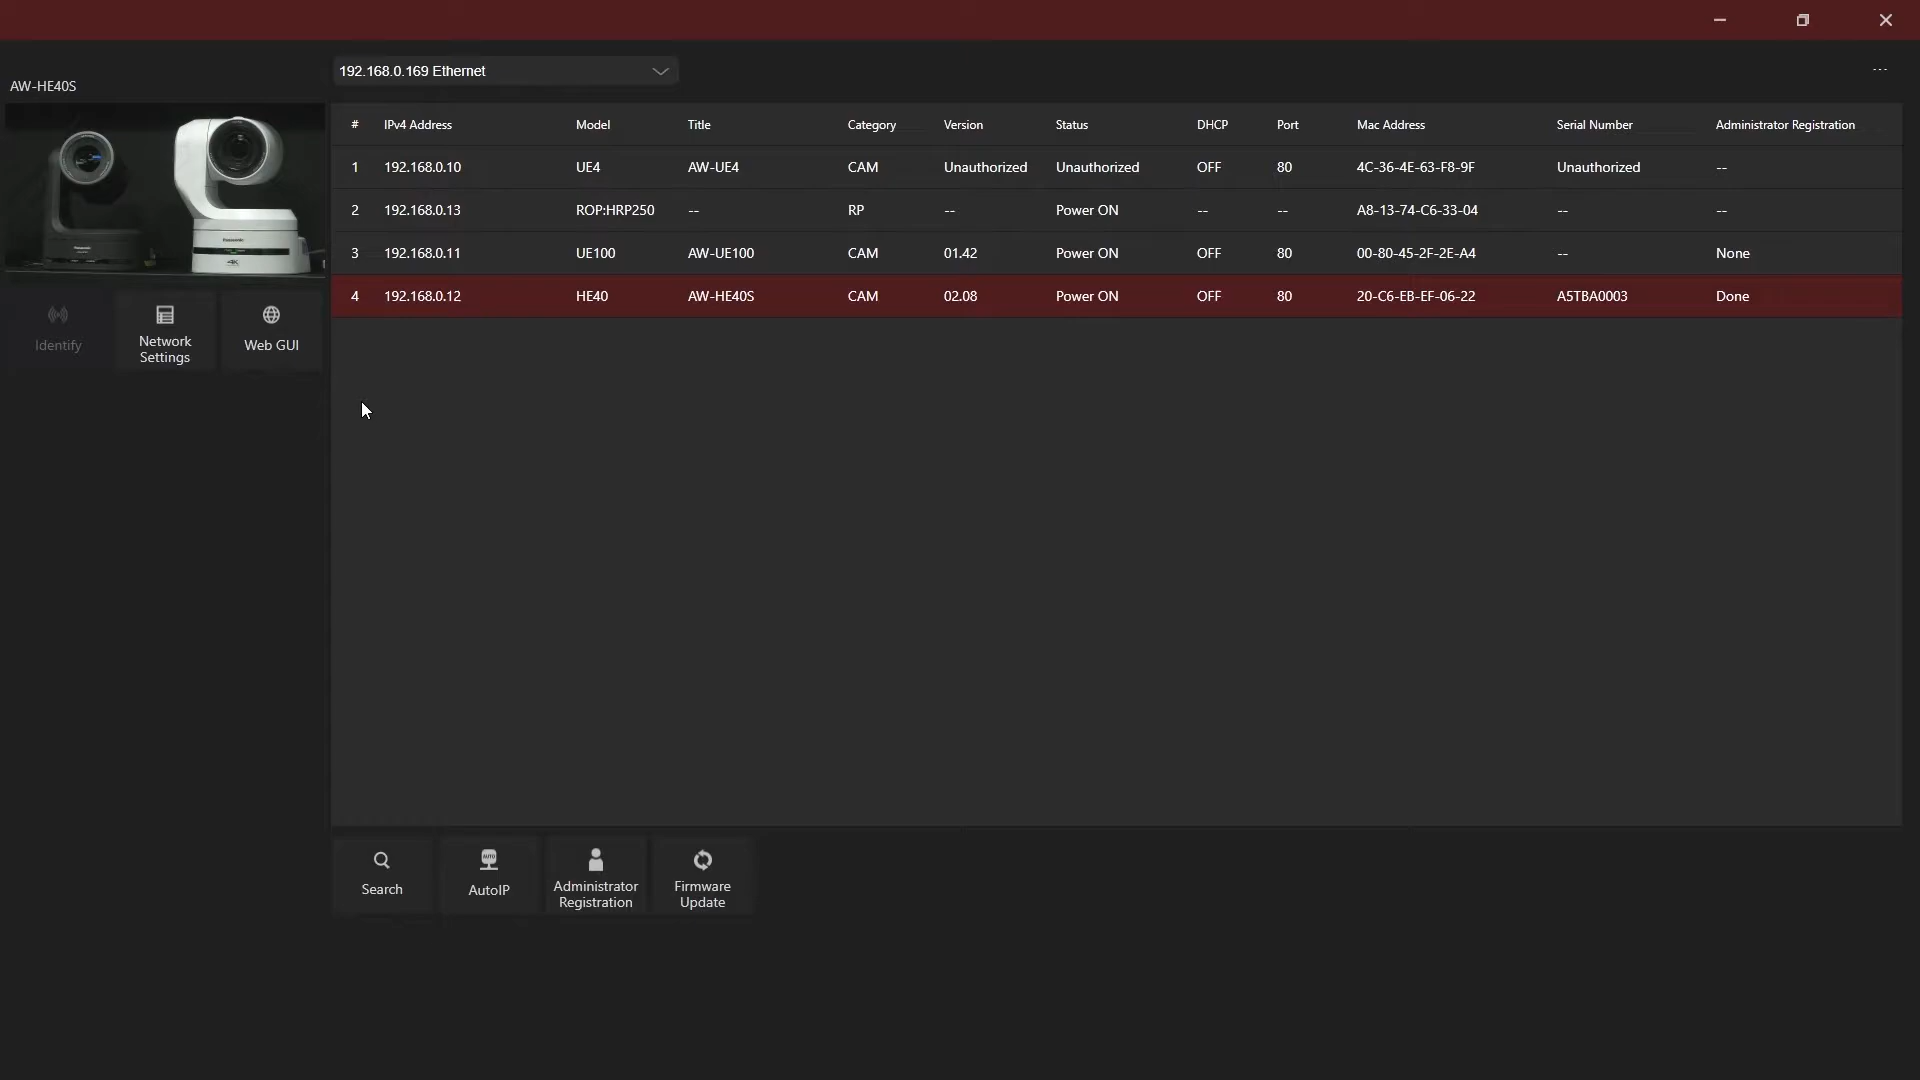 192.168.0.169 Ethernet
...
AW-HE40S
# IPv4 Address Model Title Category Version Status DHCP Port Mac Address Serial Number Administrator Registration
1 192.168.0.10 UE4 AW-UE4 CAM Unauthorized Unauthorized OFF 80 4C-36-4E-63-F8-9F Unauthorized --
2 192.168.0.13 ROP:HRP250 -- RP -- Power ON -- -- A8-13-74-C6-33-04 -- --
3 192.168.0.11 UE100 AW-UE100 CAM 01.42 Power ON OFF 80 00-80-45-2F-2E-A4 -- None
4 192.168.0.12 HE40 AW-HE40S CAM 02.08 Power ON OFF 80 20-C6-EB-EF-06-22 A5TBA0003 Done
Panasonic
4K
Identify
Network
Settings
Web GUI
Search
AUTO
AutoIP
Administrator
Registration
Firmware
Update